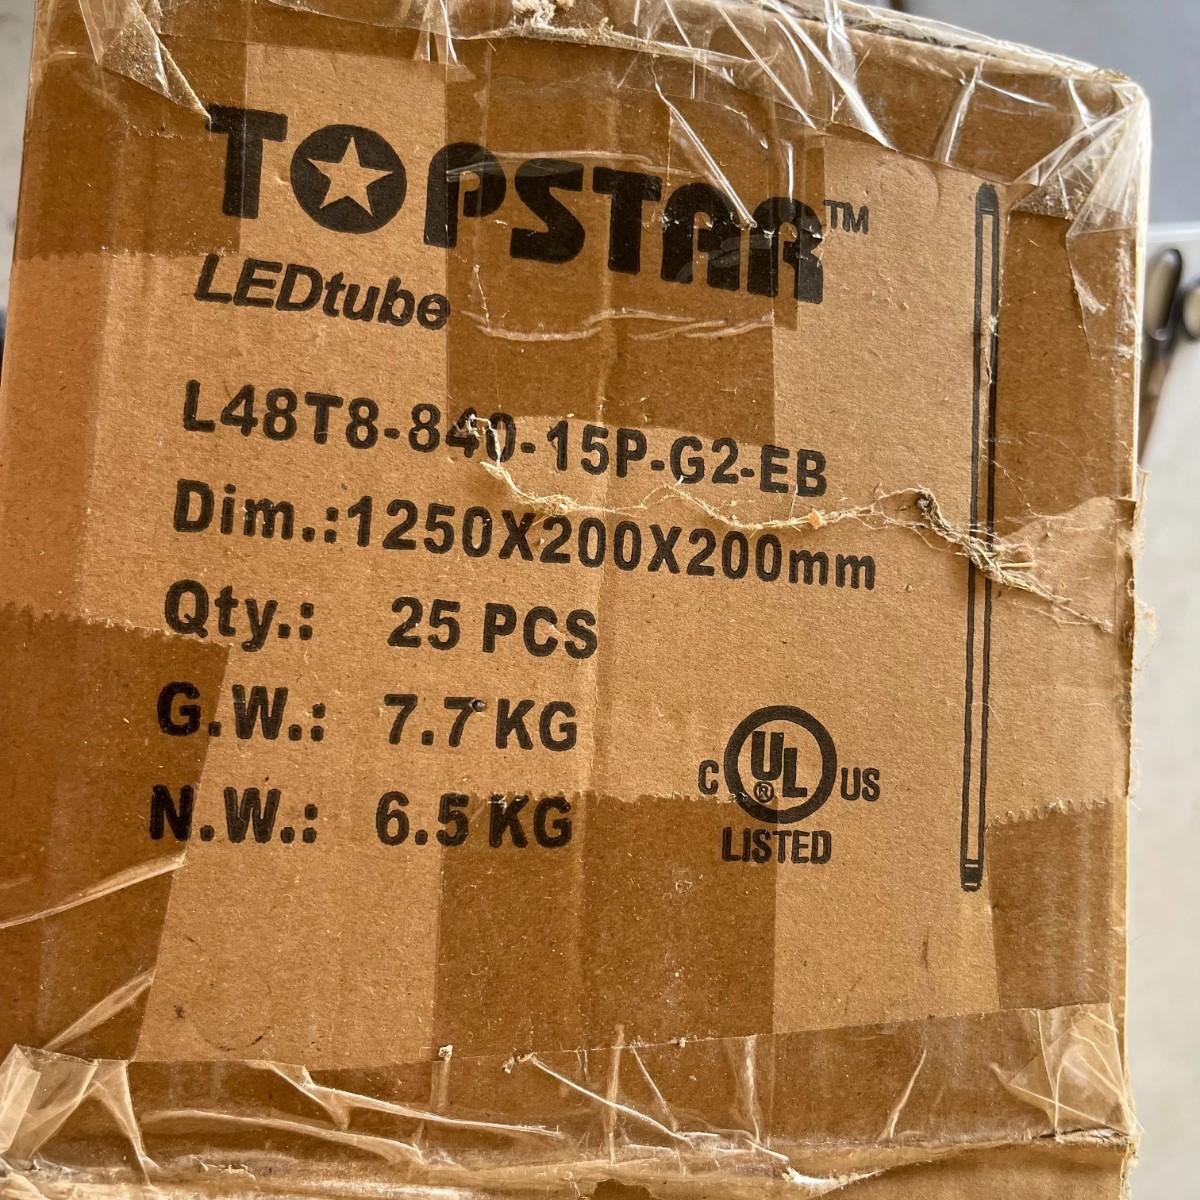 TOPSTAR™
LEDtube
L48T8-840-15P-G2-EB
Dim.:1250X200X200mm
Qty.: 25 PCS
G.W.: 7.7 KG
N.W.: 6.5 KG
C UL® US
LISTED